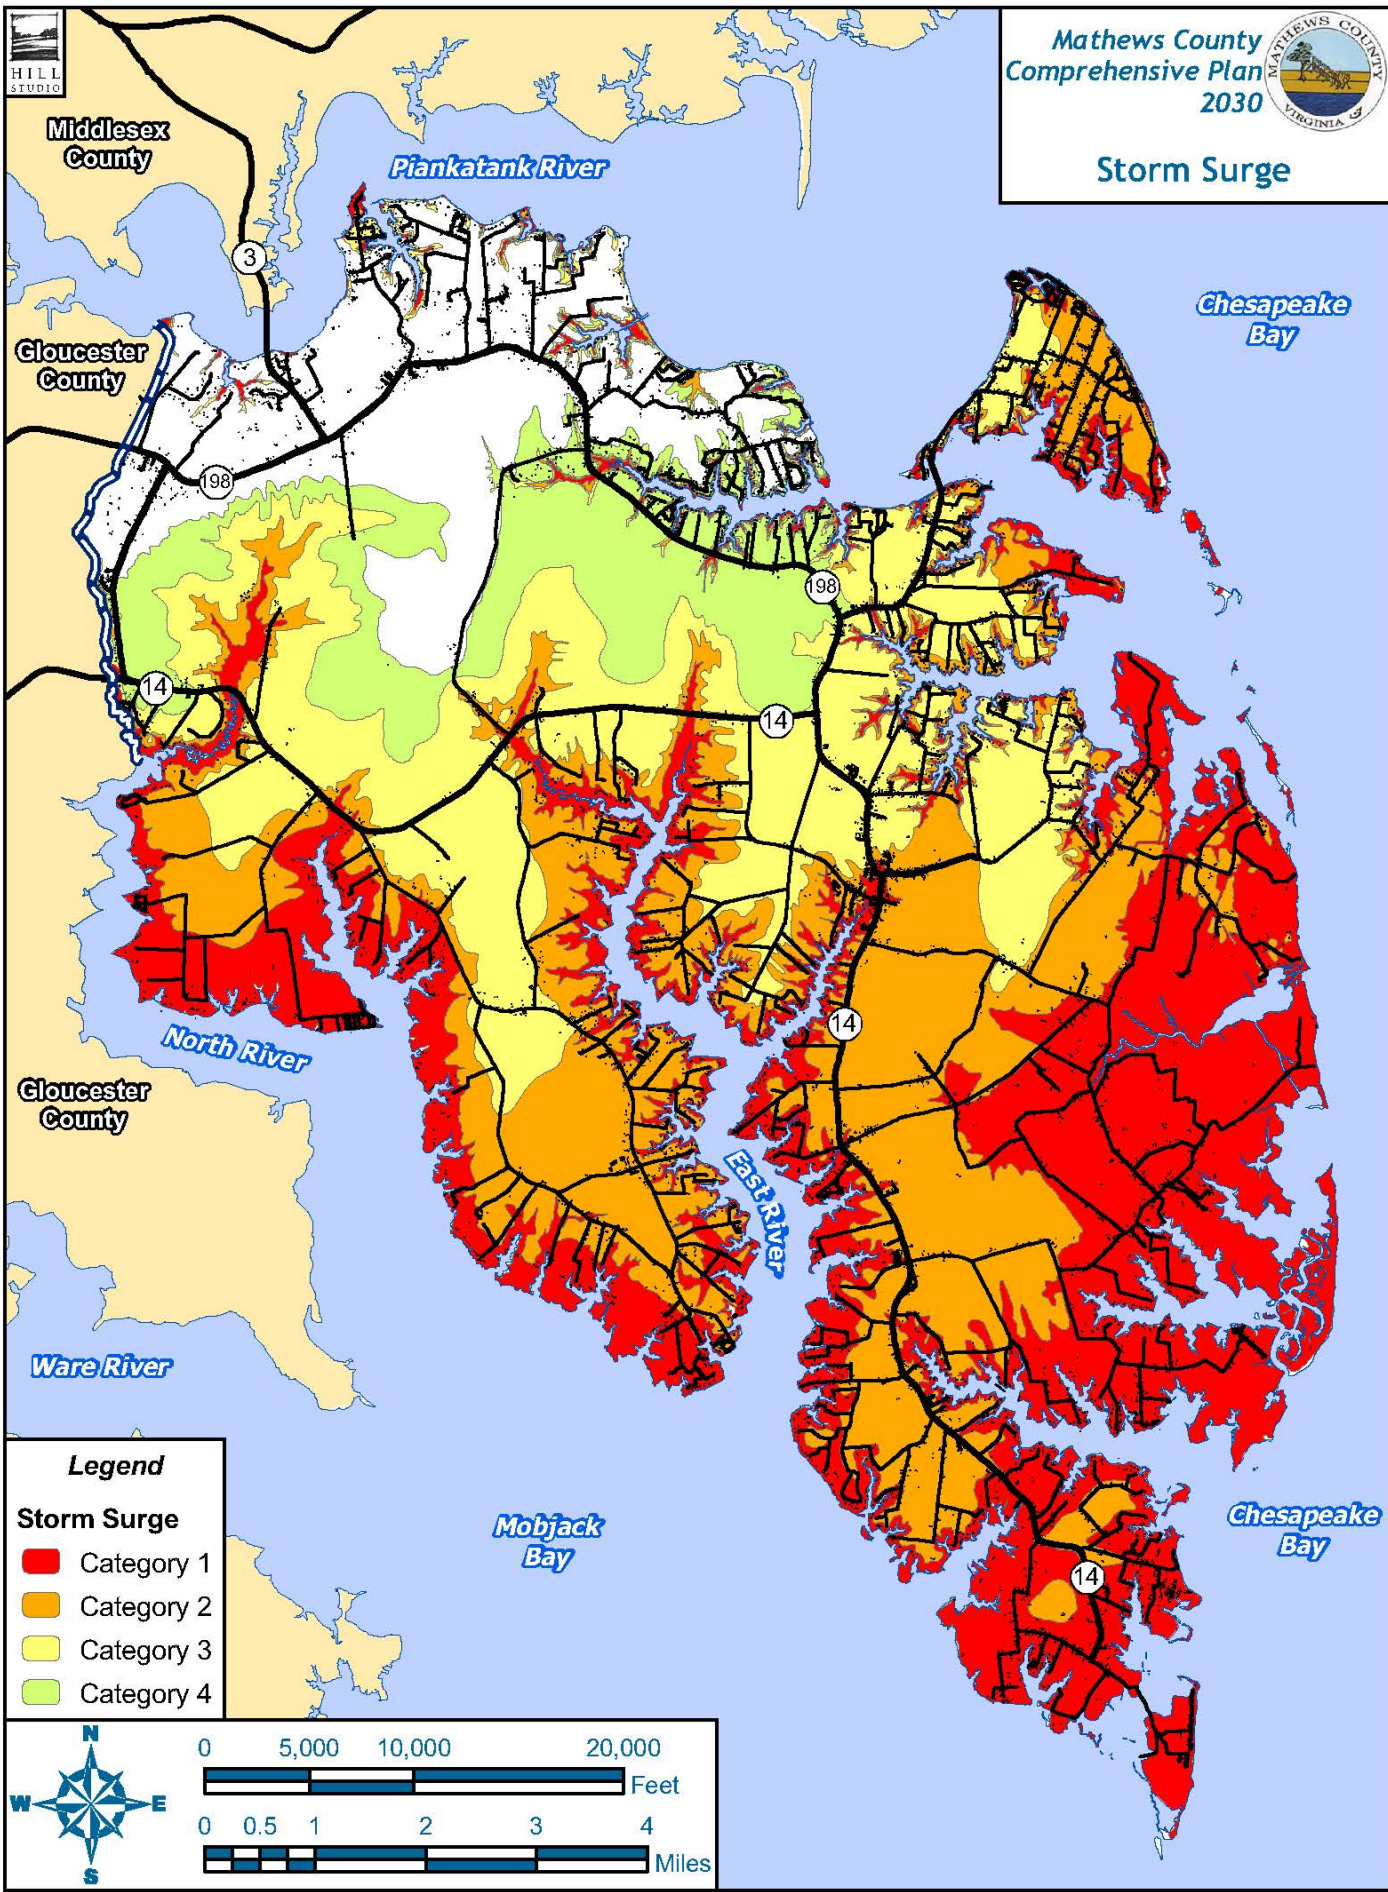 HILL
STUDIO
Mathews County
Comprehensive Plan
2030
MATHEWS COUNTY
VIRGINIA
Storm Surge
Middlesex
County
Piankatank River
3
Chesapeake
Bay
Gloucester
County
198
198
14
14
14
North River
Gloucester
County
East River
Ware River
Mobjack
Bay
Chesapeake
Bay
14
Legend
Storm Surge
Category 1
Category 2
Category 3
Category 4
N
W E
S
0 5,000 10,000 20,000
Feet
0 0.5 1 2 3 4
Miles